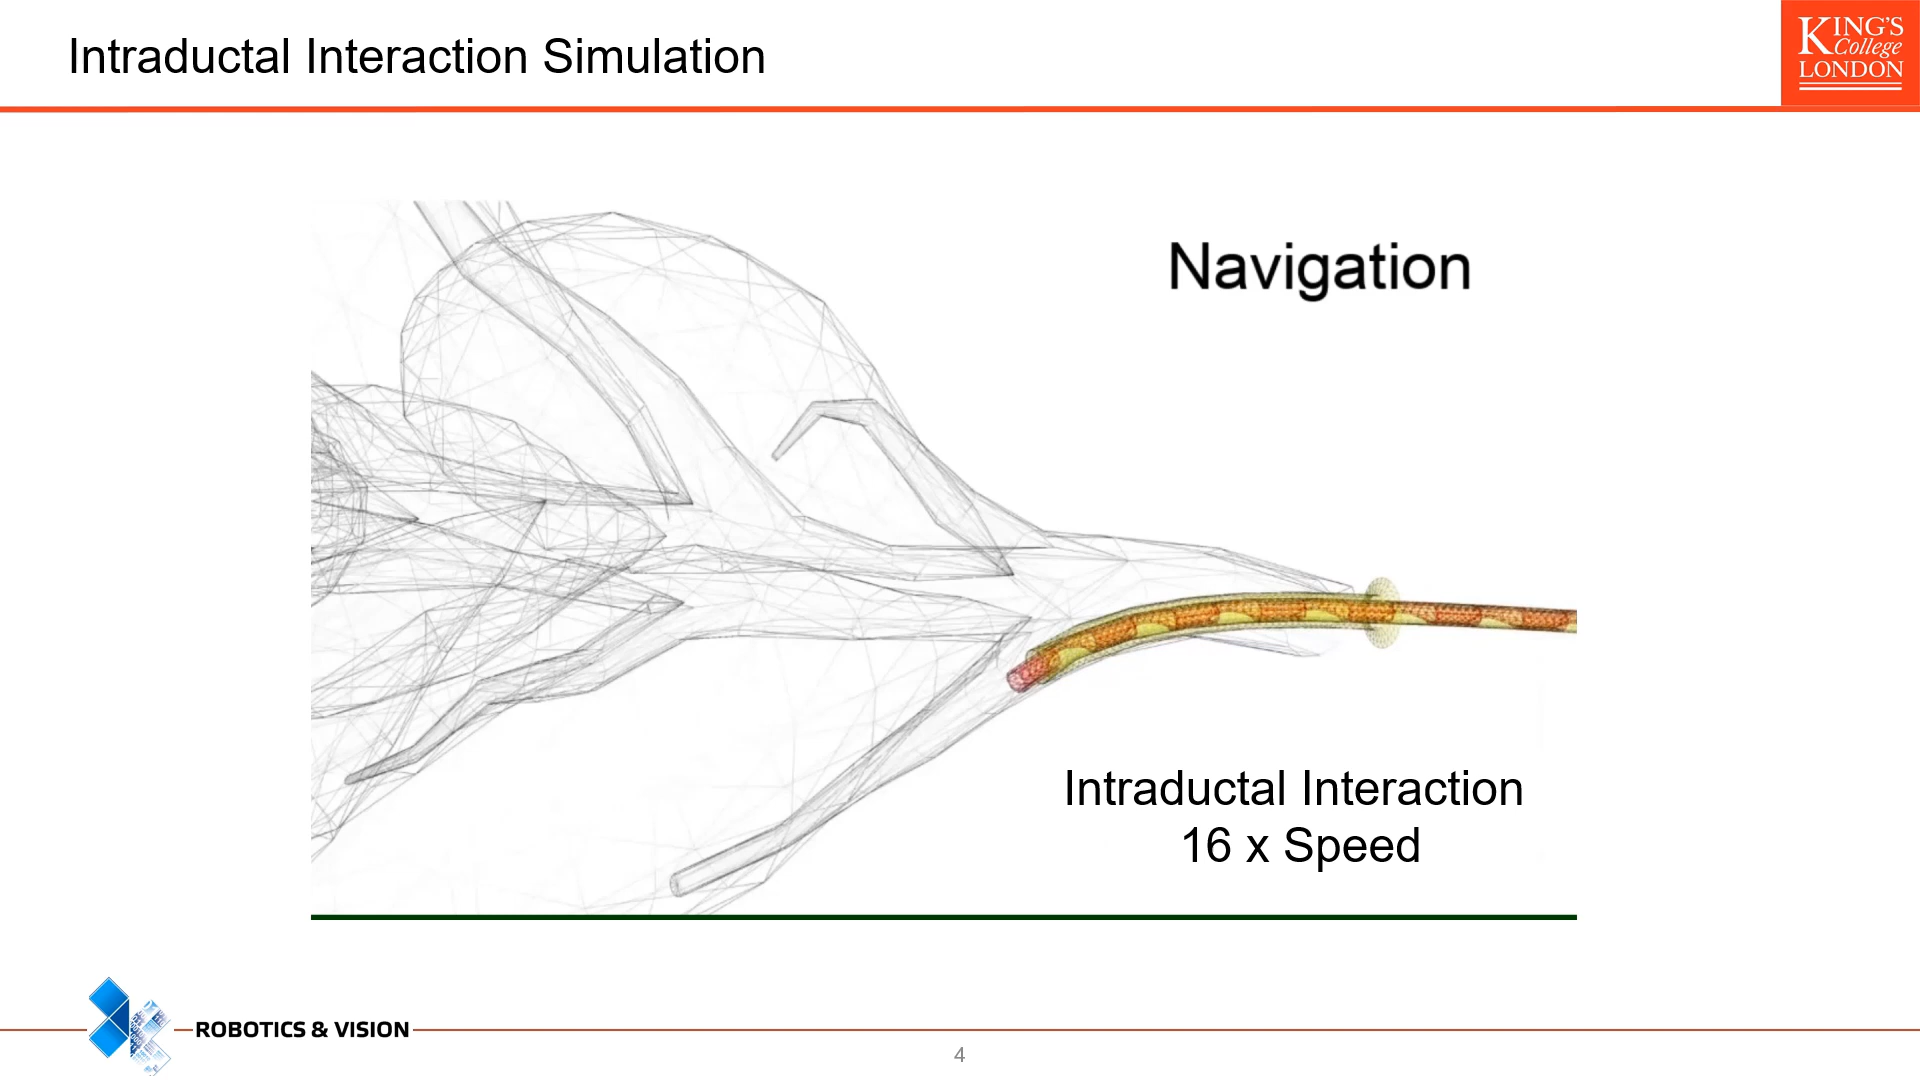 Intraductal Interaction Simulation
KING'S
College
LONDON
Navigation
Intraductal Interaction
16 x Speed
ROBOTICS & VISION
4